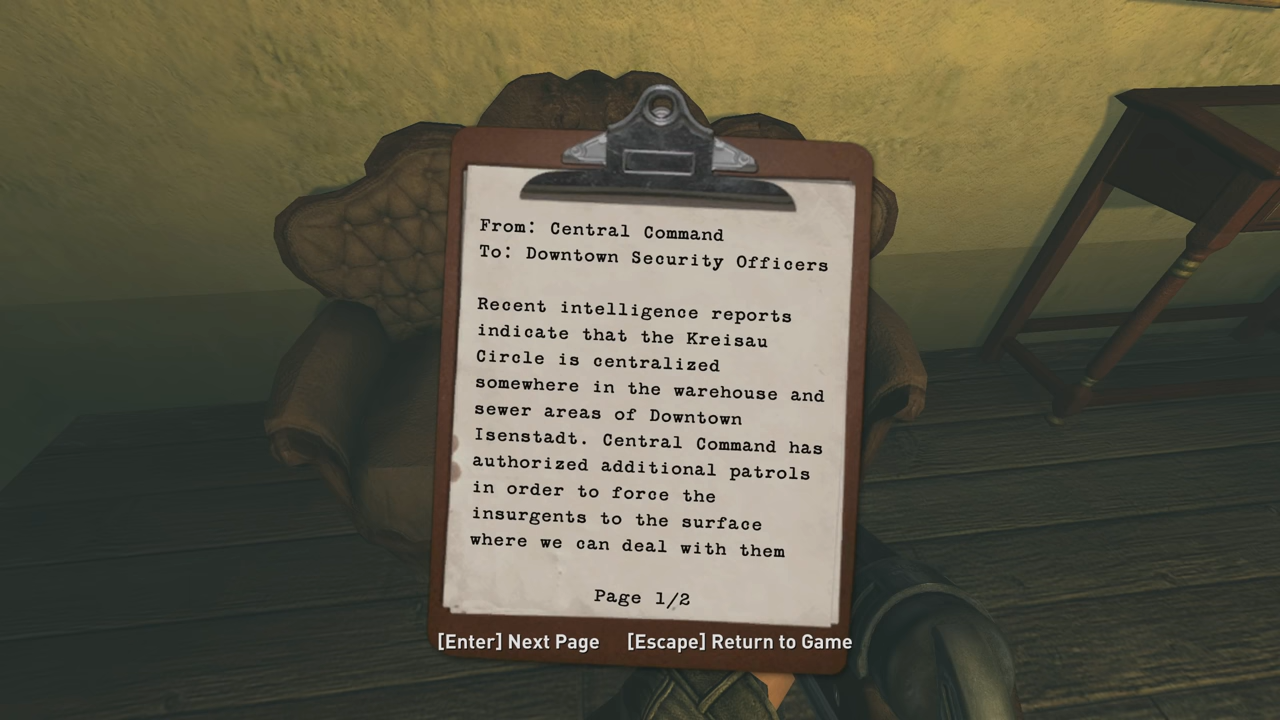 From: Central Command
To: Downtown Security Officers
Recent intelligence reports
indicate that the Kreisau
Circle is centralized
somewhere in the warehouse and
sewer areas of Downtown
Isenstadt. Central Command has
authorized additional patrols
in order to force the
insurgents to the surface
where we can deal with them
Page 1/2
[Enter] Next Page [Escape] Return to Game